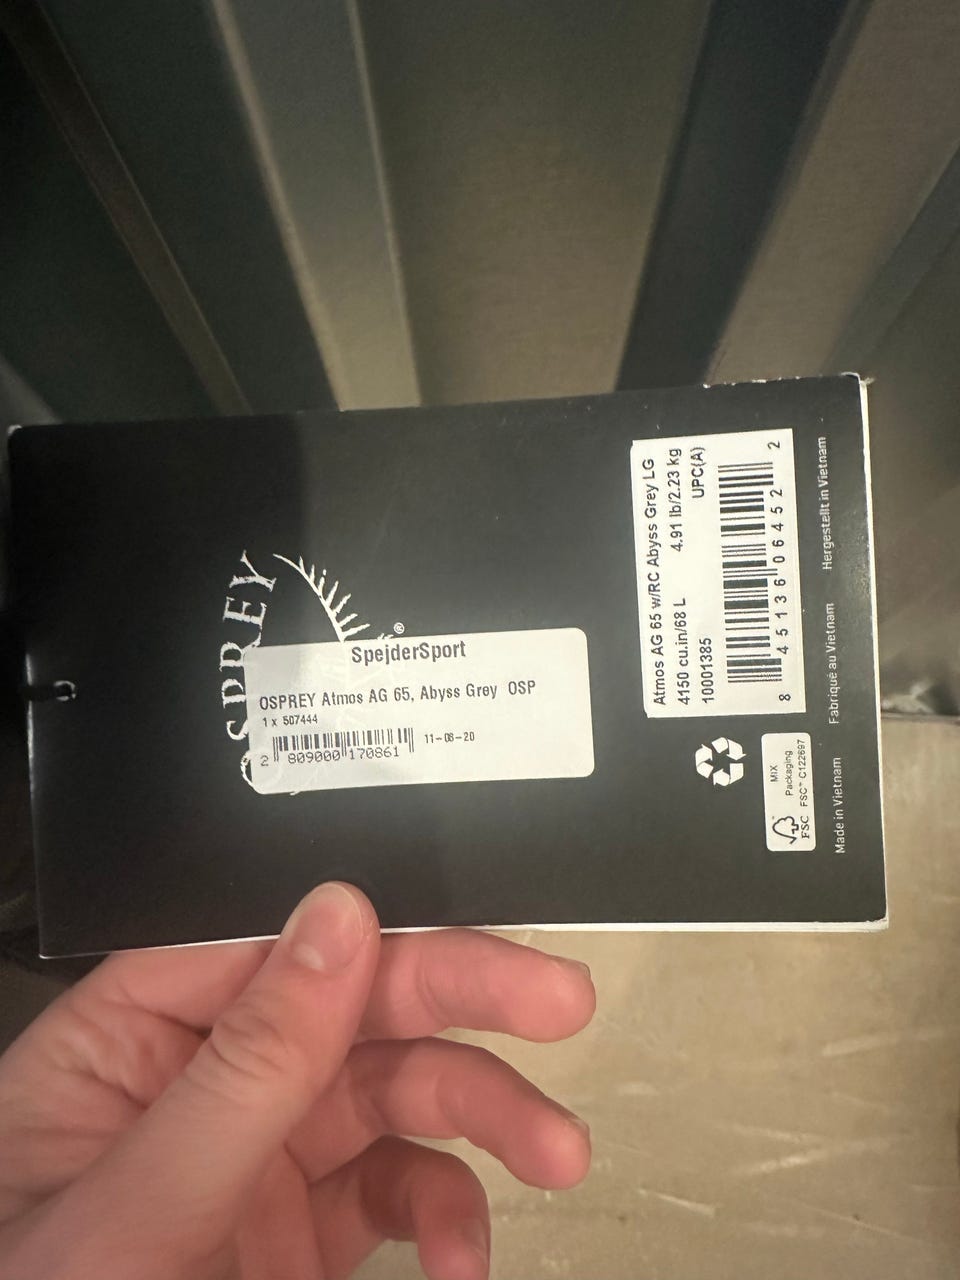 OSPREY
®
SpejderSport
OSPREY Atmos AG 65, Abyss Grey OSP
1 x 507444
11-08-20
2 809000 170861
Atmos AG 65 w/RC Abyss Grey LG
4150 cu.in/68 L 4.91 lb/2.23 kg
10001385 UPC(A)
8 45136 06452 2
MIX
Packaging
FSC FSC™ C122697
Made in Vietnam Fabriqué au Vietnam Hergestellt in Vietnam